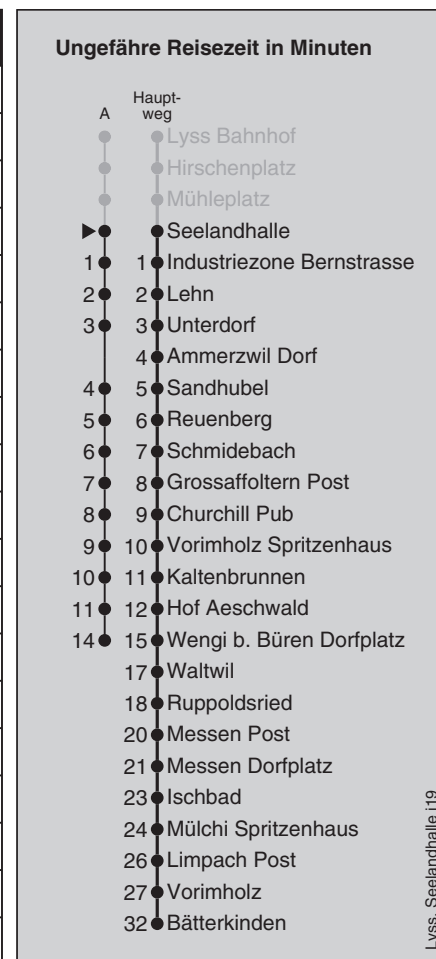 Ungefähre Reisezeit in Minuten
Haupt-
A weg
Lyss Bahnhof
Hirschenplatz
Mühleplatz
Seelandhalle
1 1 Industriezone Bernstrasse
2 2 Lehn
3 3 Unterdorf
4 Ammerzwil Dorf
4 5 Sandhubel
5 6 Reuenberg
6 7 Schmidebach
7 8 Grossaffoltern Post
8 9 Churchill Pub
9 10 Vorimholz Spritzenhaus
10 11 Kaltenbrunnen
11 12 Hof Aeschwald
14 15 Wengi b. Büren Dorfplatz
17 Waltwil
18 Ruppoldsried
20 Messen Post
21 Messen Dorfplatz
23 Ischbad
24 Mülchi Spritzenhaus
26 Limpach Post
27 Vorimholz
32 Bätterkinden
Lyss, Seelandhalle j19